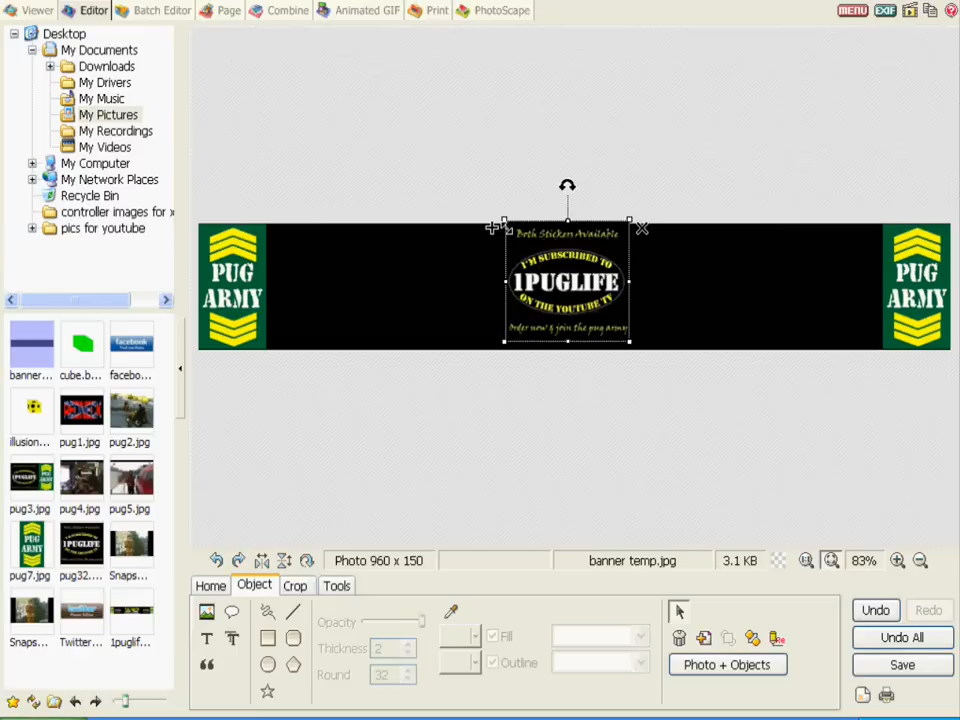 Viewer Editor Batch Editor Page Combine Animated GIF Print PhotoScape MENU EXIF
Desktop
My Documents
Downloads
My Drivers
My Music
My Pictures
My Recordings
My Videos
My Computer
My Network Places
Recycle Bin
controller images for x
pics for youtube
PUG
ARMY
Both Stickers Available
I'M SUBSCRIBED TO
1PUGLIFE
ON THE YOUTUBE TV
Order now & join the pug army
PUG
ARMY
banner... cube.b... facebo...
illusion... pug1.jpg pug2.jpg
pug3.jpg pug4.jpg pug5.jpg
pug7.jpg pug32.... Snaps...
Snaps... Twitter... 1puglif...
Photo 960 x 150 banner temp.jpg 3.1 KB 83%
Home Object Crop Tools
Opacity
Thickness 2
Round 32
Fill
Outline
Photo + Objects
Undo Redo
Undo All
Save